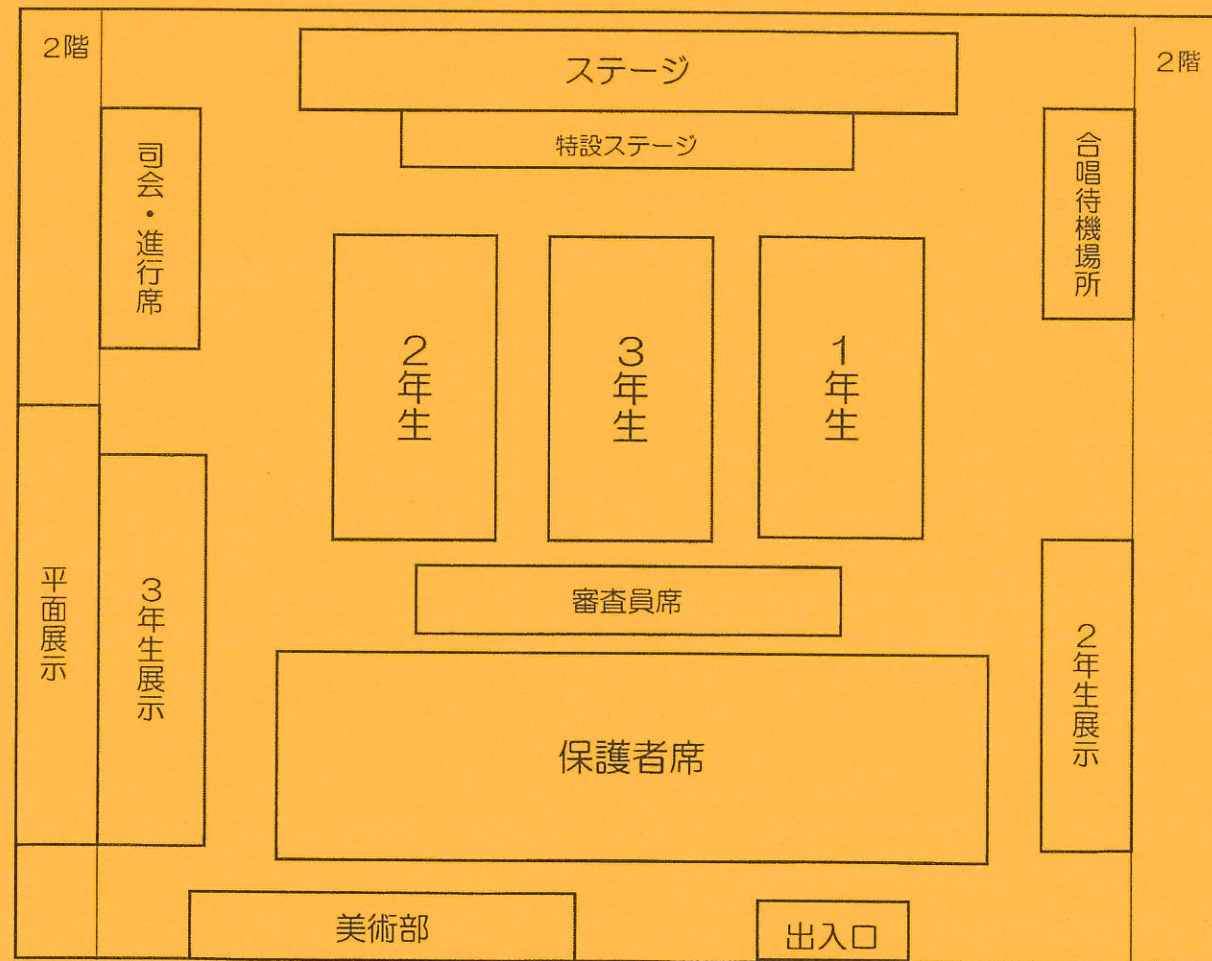 2階
ステージ
2階
特設ステージ
司会・進行席
合唱待機場所
2年生
3年生
1年生
平面展示
3年生展示
審査員席
2年生展示
保護者席
美術部
出入口